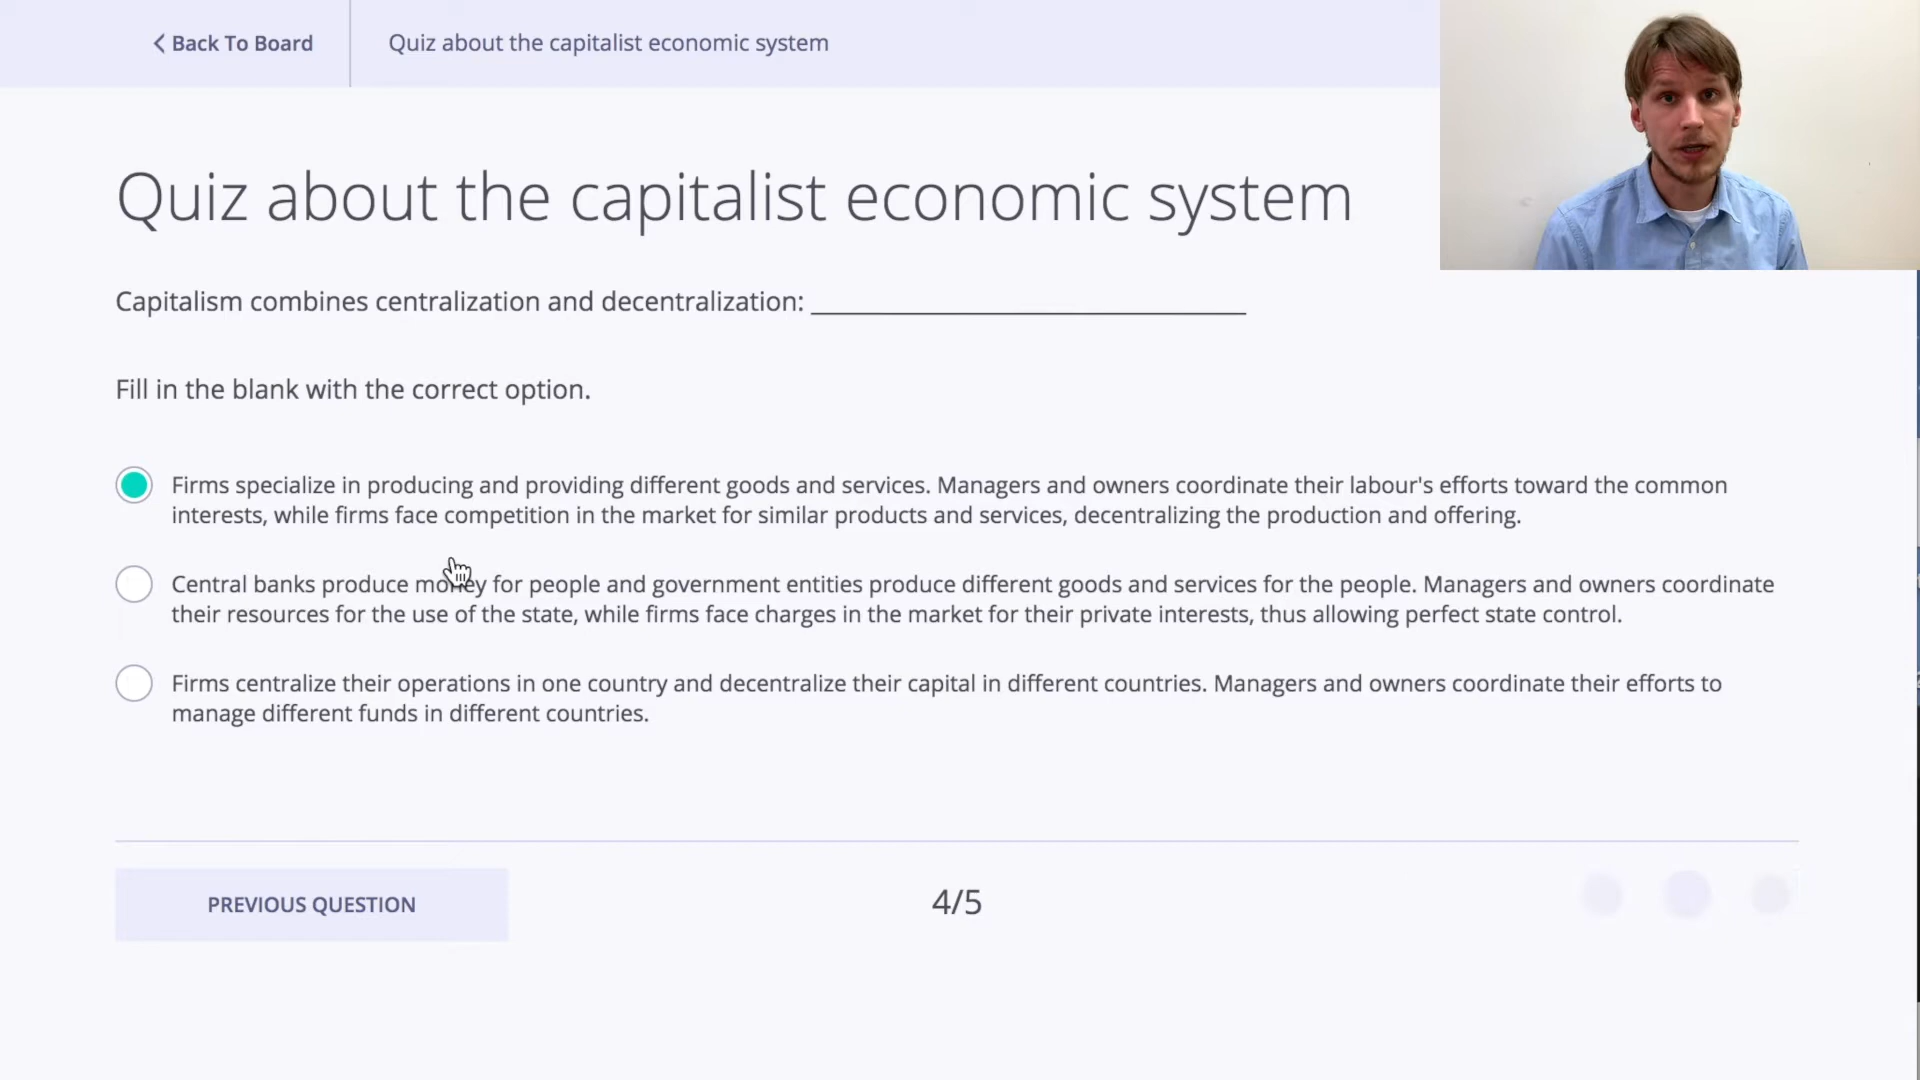 Back To Board
Quiz about the capitalist economic system
Quiz about the capitalist economic system
Capitalism combines centralization and decentralization: ______________________________
Fill in the blank with the correct option.
Firms specialize in producing and providing different goods and services. Managers and owners coordinate their labour's efforts toward the common
interests, while firms face competition in the market for similar products and services, decentralizing the production and offering.
Central banks produce money for people and government entities produce different goods and services for the people. Managers and owners coordinate
their resources for the use of the state, while firms face charges in the market for their private interests, thus allowing perfect state control.
Firms centralize their operations in one country and decentralize their capital in different countries. Managers and owners coordinate their efforts to
manage different funds in different countries.
PREVIOUS QUESTION
4/5